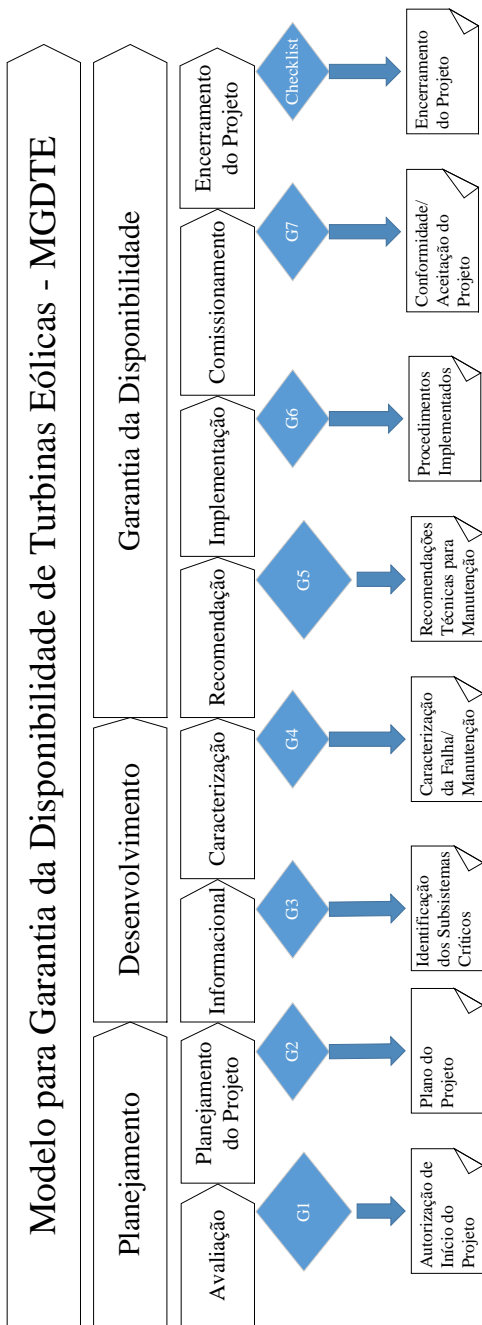 Modelo para Garantia da Disponibilidade de Turbinas Eólicas - MGDTE
Planejamento
Desenvolvimento
Garantia da Disponibilidade
Avaliação
Planejamento
do Projeto
Informacional
Caracterização
Recomendação
Implementação
Comissionamento
Encerramento
do Projeto
G1
G2
G3
G4
G5
G6
G7
Checklist
Autorização de
Início do
Projeto
Plano do
Projeto
Identificação
dos Subsistemas
Críticos
Caracterização
da Falha/
Manutenção
Recomendações
Técnicas para
Manutenção
Procedimentos
Implementados
Conformidade/
Aceitação do
Projeto
Encerramento
do Projeto